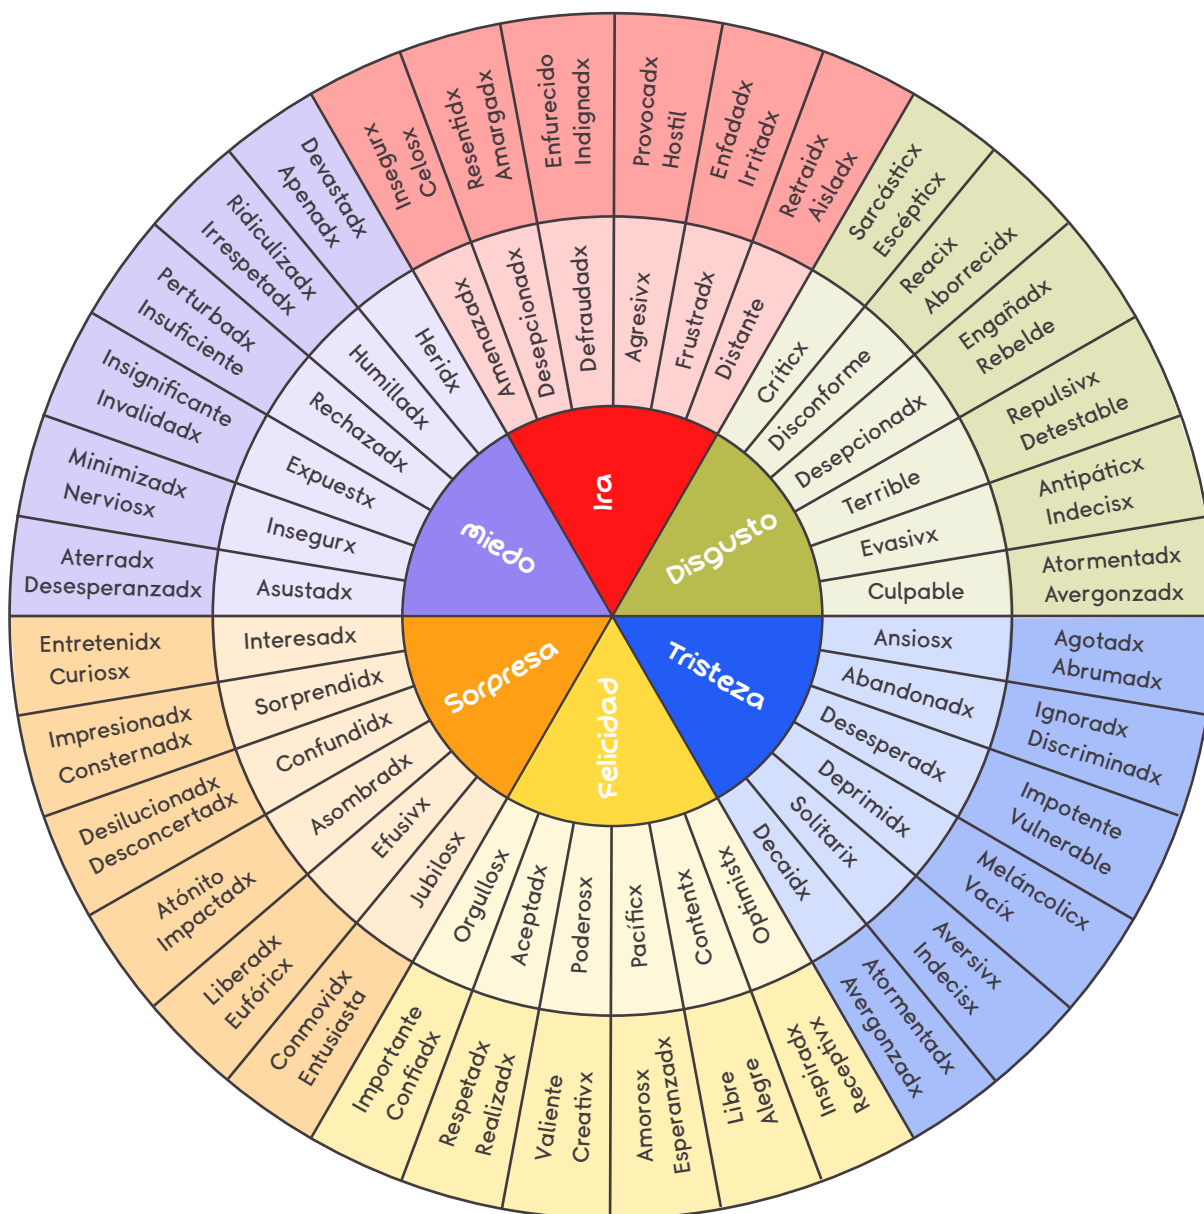 Ira
Disgusto
Tristeza
Felicidad
Sorpresa
Miedo
Amenazadx
Desepcionadx
Defraudadx
Agresivx
Frustradx
Distante
Insegurx
Celosx
Resentidx
Amargadx
Enfurecido
Indignadx
Provocadx
Hostil
Enfadadx
Irritadx
Retraidx
Aisladx
Críticx
Disconforme
Desepcionadx
Terrible
Evasivx
Culpable
Sarcásticx
Escépticx
Reacix
Aborrecidx
Engañadx
Rebelde
Repulsivx
Detestable
Antipáticx
Indecisx
Atormentadx
Avergonzadx
Ansiosx
Abandonadx
Desesperadx
Deprimidx
Solitarix
Decaidx
Agotadx
Abrumadx
Ignoradx
Discriminadx
Impotente
Vulnerable
Meláncolicx
Vacíx
Aversivx
Indecisx
Atormentadx
Avergonzadx
Optimistx
Contentx
Pacíficx
Poderosx
Aceptadx
Orgullosx
Inspiradx
Receptivx
Libre
Alegre
Amorosx
Esperanzadx
Valiente
Creativx
Respetadx
Realizadx
Importante
Confiadx
Jubilosx
Efusivx
Asombradx
Confundidx
Sorprendidx
Interesadx
Conmovidx
Entusiasta
Liberadx
Eufóricx
Atónito
Impactadx
Desilucionadx
Desconcertadx
Impresionadx
Consternadx
Entretenidx
Curiosx
Asustadx
Insegurx
Expuestx
Rechazadx
Humilladx
Heridx
Aterradx
Desesperanzadx
Minimizadx
Nerviosx
Insignificante
Invalidadx
Perturbadx
Insuficiente
Ridiculizadx
Irrespetadx
Devastadx
Apenadx